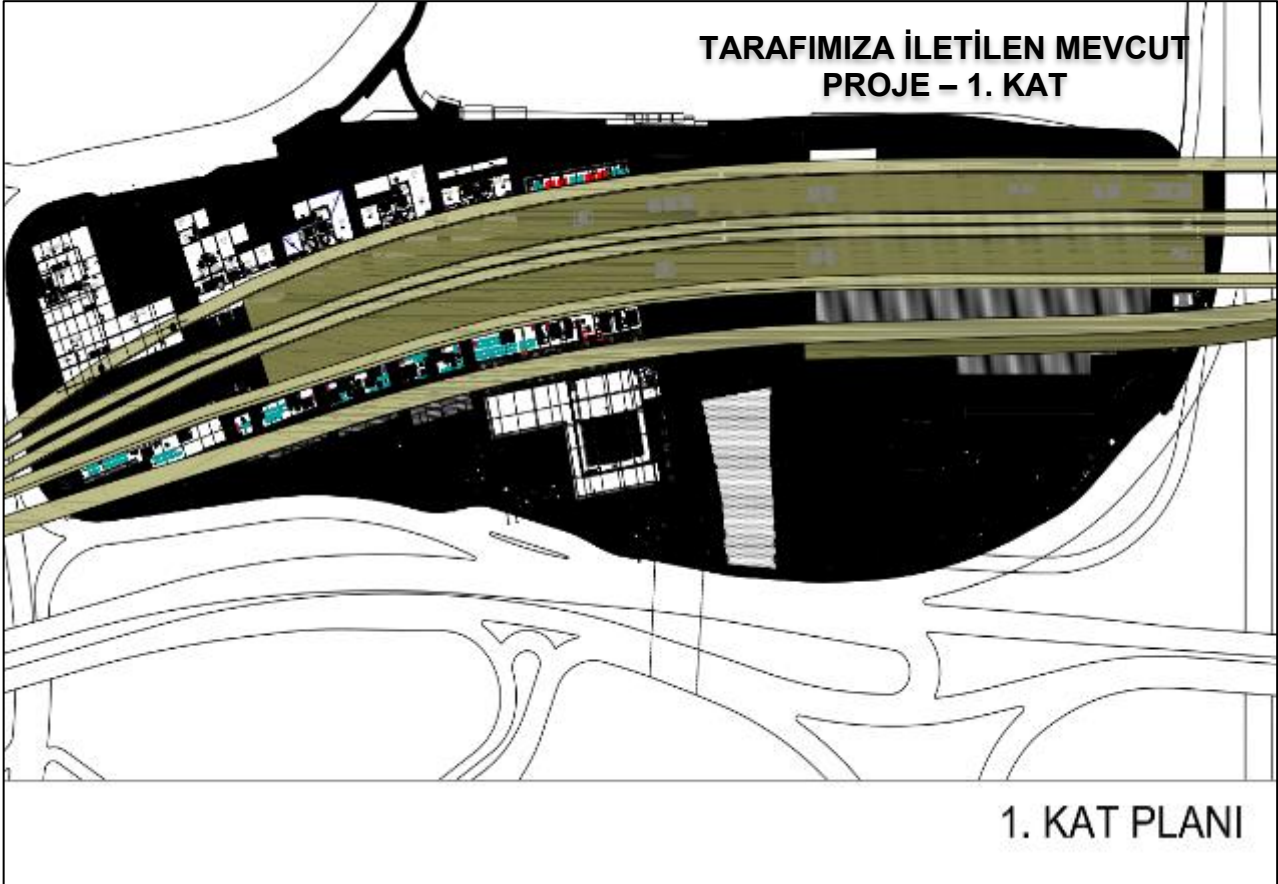 TARAFIMIZA İLETİLEN MEVCUT
PROJE – 1. KAT
1. KAT PLANI